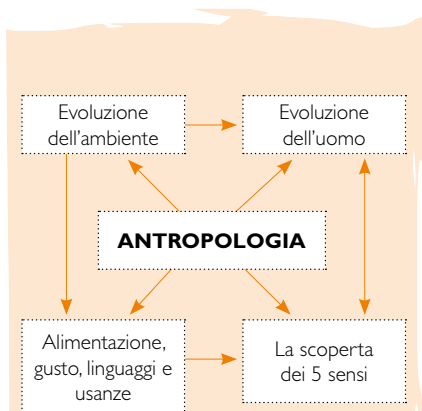 Evoluzione
dell'ambiente
Evoluzione
dell'uomo
ANTROPOLOGIA
Alimentazione,
gusto, linguaggi e
usanze
La scoperta
dei 5 sensi